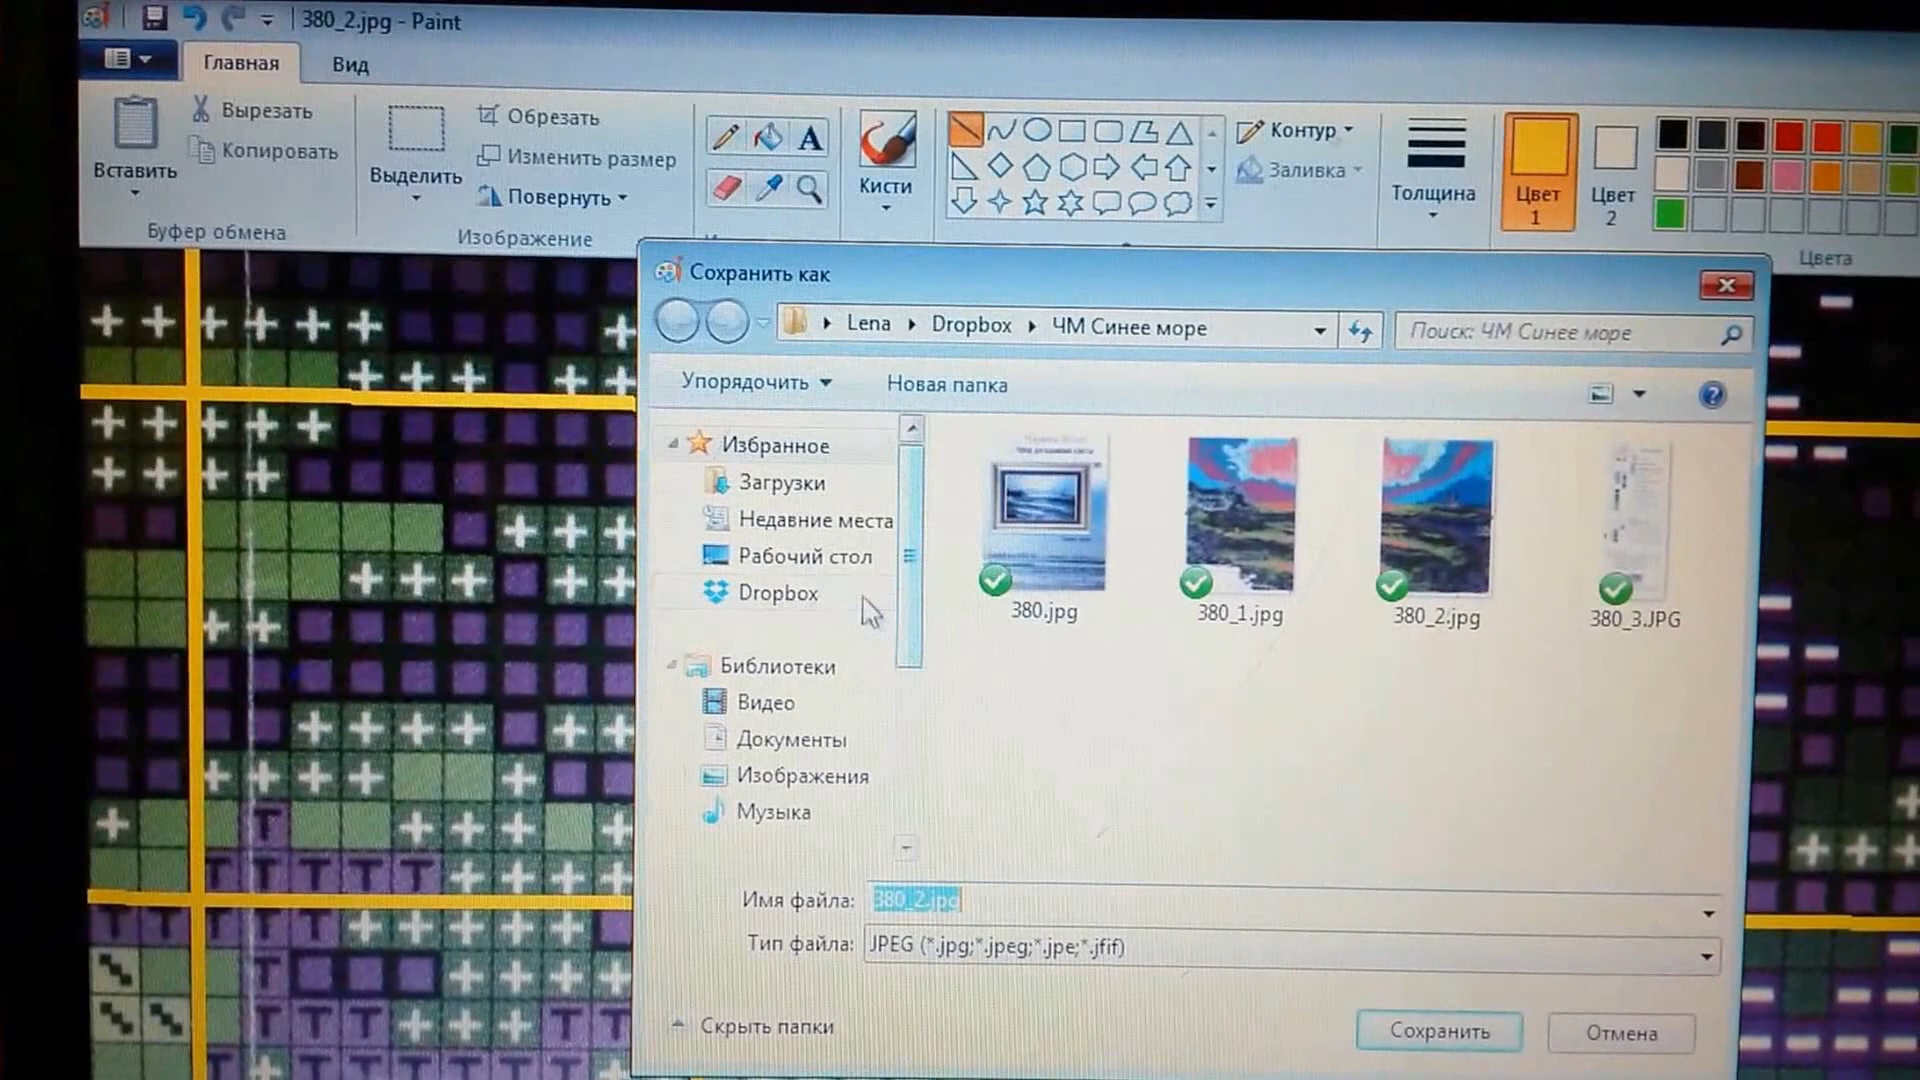 380_2.jpg - Paint
Главная Вид
Вставить
Вырезать
Копировать
Буфер обмена
Выделить
Обрезать
Изменить размер
Повернуть
Изображение
A
Кисти
Контур
Заливка
Толщина
Цвет
1
Цвет
2
Цвета
Сохранить как
Lena Dropbox ЧМ Синее море
Поиск: ЧМ Синее море
Упорядочить Новая папка
Избранное
Загрузки
Недавние места
Рабочий стол
Dropbox
Библиотеки
Видео
Документы
Изображения
Музыка
380.jpg 380_1.jpg 380_2.jpg 380_3.JPG
Имя файла: 380_2.jpg
Тип файла: JPEG (*.jpg;*.jpeg;*.jpe;*.jfif)
Скрыть папки
Сохранить Отмена